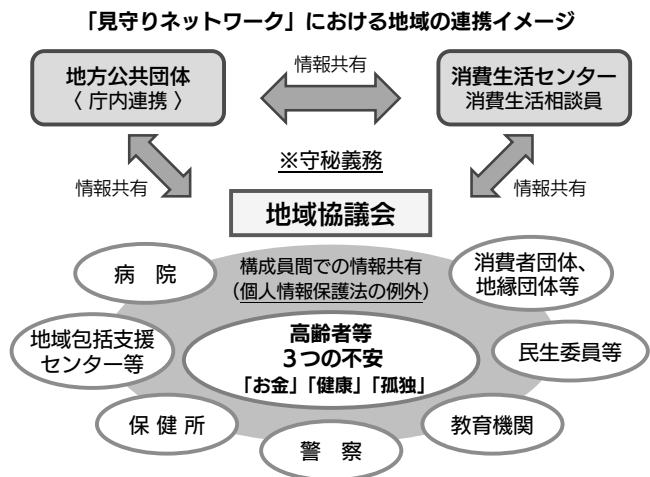 「見守りネットワーク」における地域の連携イメージ
地方公共団体
〈 庁内連携 〉
情報共有
消費生活センター
消費生活相談員
※守秘義務
情報共有
情報共有
地域協議会
病　院
構成員間での情報共有
（個人情報保護法の例外）
消費者団体、
地縁団体等
地域包括支援
センター等
高齢者等
３つの不安
「お金」「健康」「孤独」
民生委員等
保 健 所
警　察
教育機関